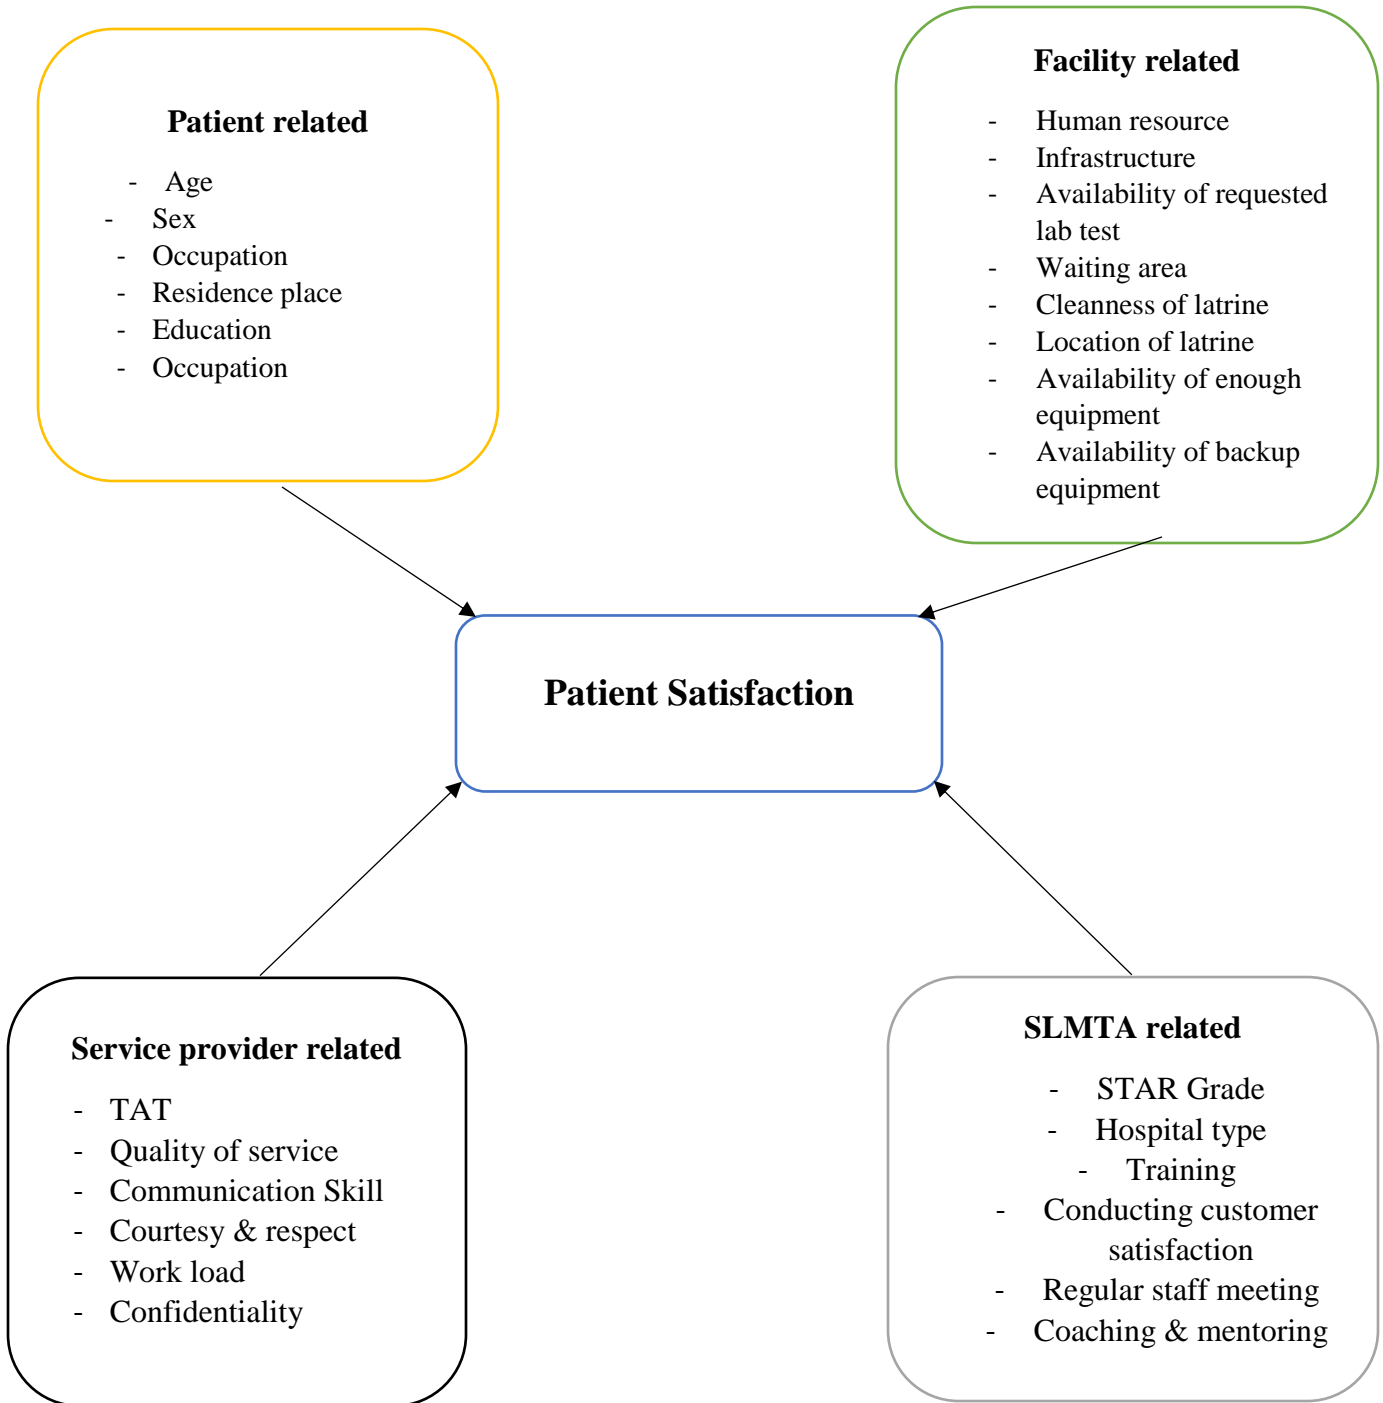 Patient related
- Age
- Sex
- Occupation
- Residence place
- Education
- Occupation
Facility related
- Human resource
- Infrastructure
- Availability of requested
lab test
- Waiting area
- Cleanness of latrine
- Location of latrine
- Availability of enough
equipment
- Availability of backup
equipment
Patient Satisfaction
Service provider related
- TAT
- Quality of service
- Communication Skill
- Courtesy & respect
- Work load
- Confidentiality
SLMTA related
- STAR Grade
- Hospital type
- Training
- Conducting customer
satisfaction
- Regular staff meeting
- Coaching & mentoring